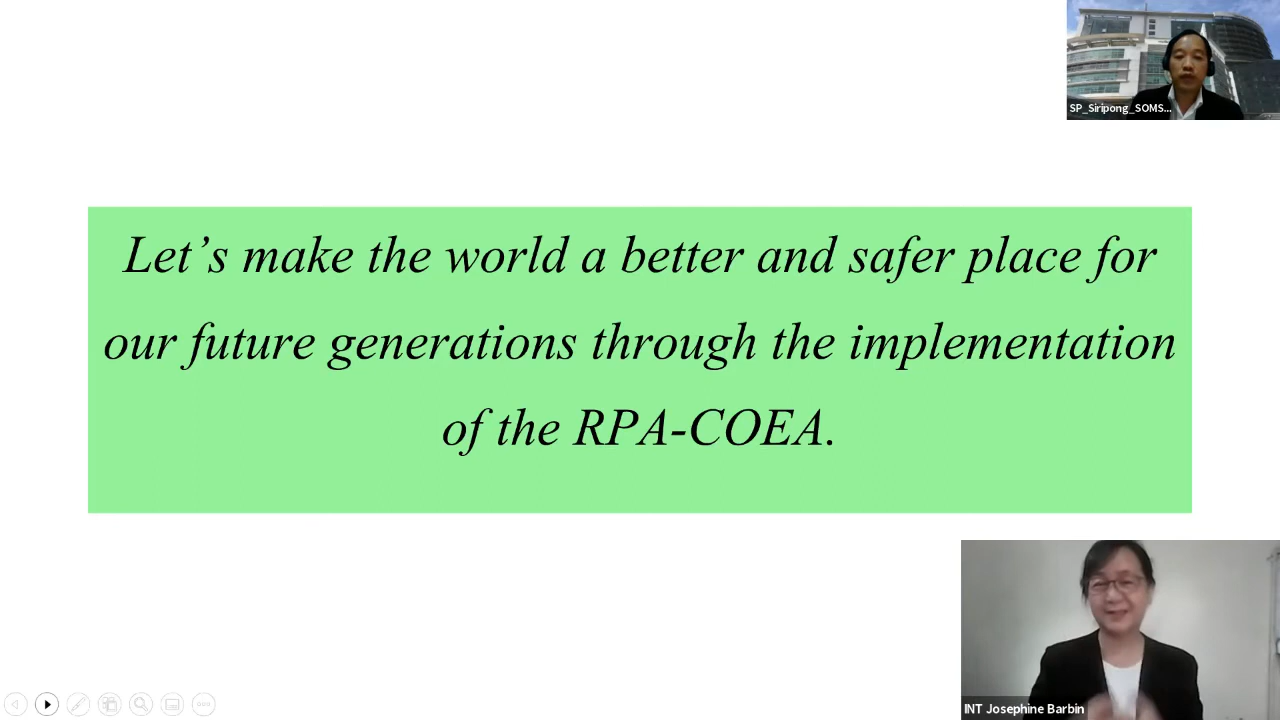 SP_Siripong_SOMS...
Let’s make the world a better and safer place for
our future generations through the implementation
of the RPA-COEA.
INT Josephine Barbin